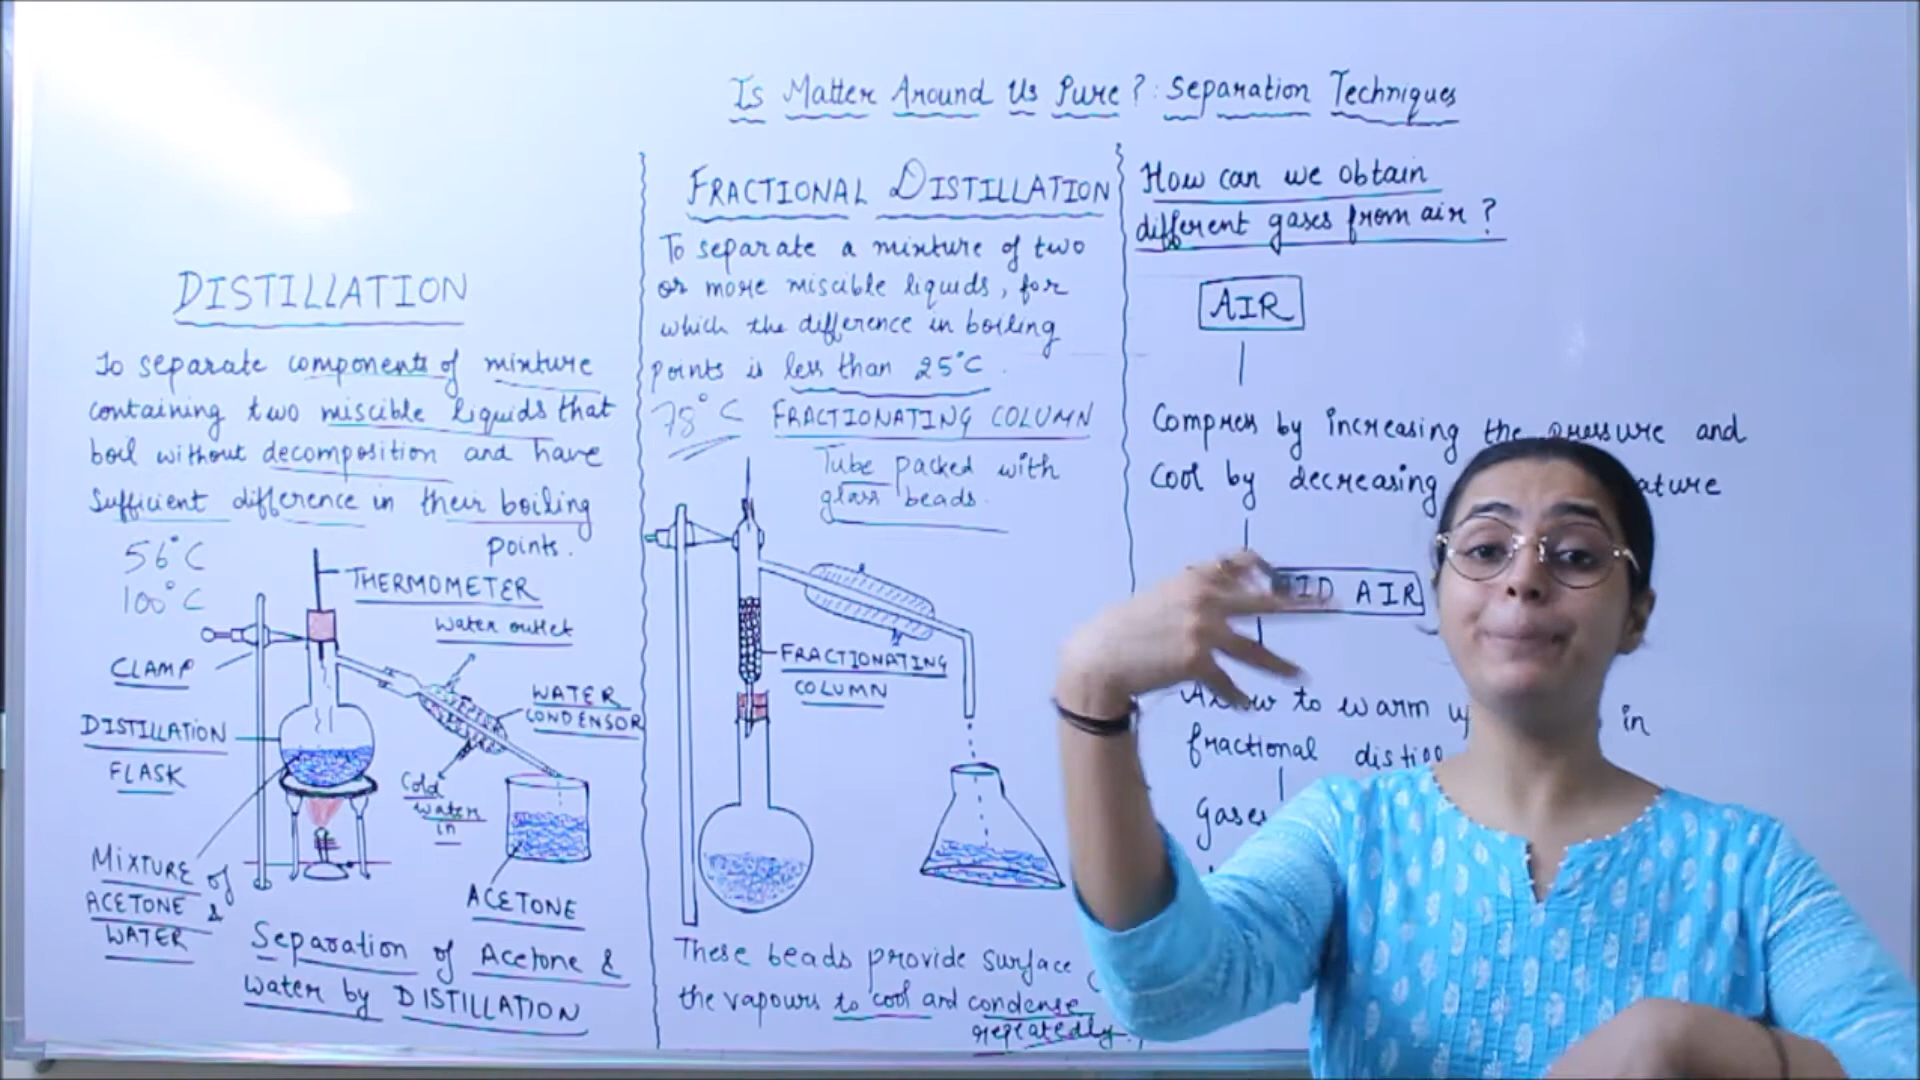 Is Matter Around Us Pure? : Separation Techniques
DISTILLATION
To separate components of mixture
containing two miscible liquids that
boil without decomposition and have
Sufficient difference in their boiling
points.
56°C
100°C
THERMOMETER
Water outlet
CLAMP
WATER
CONDENSOR
DISTILLATION
FLASK
Cold
water
in
MIXTURE of
ACETONE &
WATER
ACETONE
Separation of Acetone &
Water by DISTILLATION
FRACTIONAL DISTILLATION
To separate a mixture of two
or more miscible liquids, for
which the difference in boiling
points is less than 25°C.
78°C
FRACTIONATING COLUMN
Tube packed with
glass beads.
FRACTIONATING
COLUMN
These beads provide surface
the vapours to cool and condense
repeatedly.
How can we obtain
different gases from air?
AIR
Compress by increasing the pressure and
Cool by decreasing
AIR
Allow to warm in
fractional
Gases